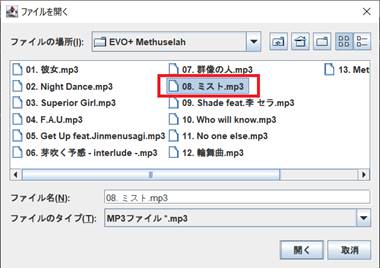 ファイルを開く
ファイルの場所(I):
EVO+ Methuselah
01. 彼女.mp3
02. Night Dance.mp3
03. Superior Girl.mp3
04. F.A.U.mp3
05. Get Up feat.Jinmenusagi.mp3
06. 芽吹く予感 - interlude -.mp3
07. 群像の人.mp3
08. ミスト.mp3
09. Shade feat.李 セラ.mp3
10. Who will know.mp3
11. No one else.mp3
12. 輪舞曲.mp3
13. Met
ファイル名(N):
08. ミスト.mp3
ファイルのタイプ(T):
MP3ファイル *.mp3
開く
取消